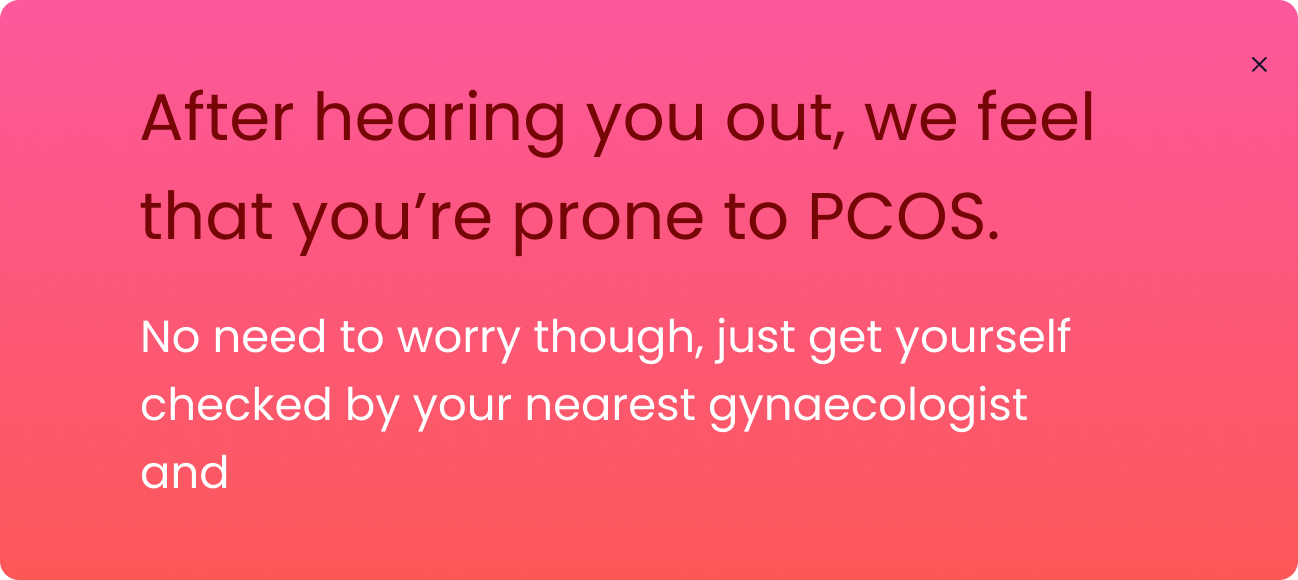 After hearing you out, we feel
that you’re prone to PCOS.
No need to worry though, just get yourself
checked by your nearest gynaecologist
and